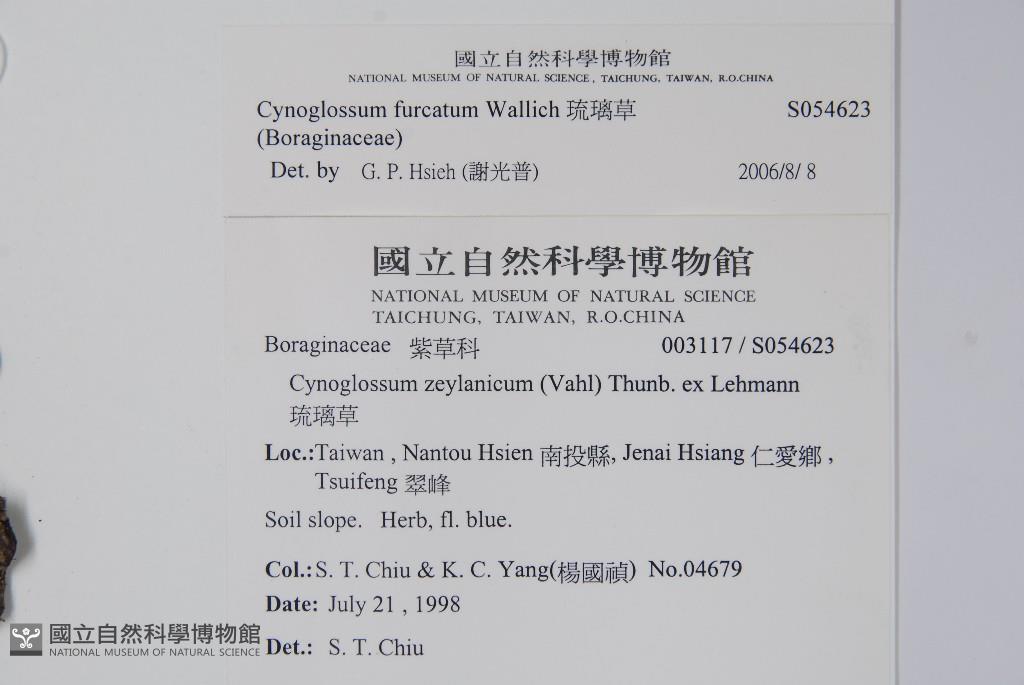 國立自然科學博物館
NATIONAL MUSEUM OF NATURAL SCIENCE, TAICHUNG, TAIWAN, R.O.CHINA
Cynoglossum furcatum Wallich 琉璃草 S054623
(Boraginaceae)
Det. by G. P. Hsieh (謝光普) 2006/8/ 8
國立自然科學博物館
NATIONAL MUSEUM OF NATURAL SCIENCE
TAICHUNG, TAIWAN, R.O.CHINA
Boraginaceae 紫草科 003117 / S054623
Cynoglossum zeylanicum (Vahl) Thunb. ex Lehmann
琉璃草
Loc.:Taiwan , Nantou Hsien 南投縣, Jenai Hsiang 仁愛鄉 ,
Tsuifeng 翠峰
Soil slope. Herb, fl. blue.
Col.: S. T. Chiu & K. C. Yang(楊國禎) No.04679
Date: July 21 , 1998
Det.: S. T. Chiu
國立自然科學博物館
NATIONAL MUSEUM OF NATURAL SCIENCE